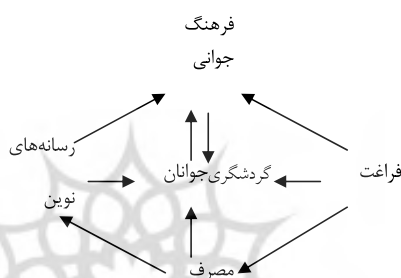 فرهنگ
جوانی
رسانه‌های
نوین
گردشگری جوانان
فراغت
مصرف